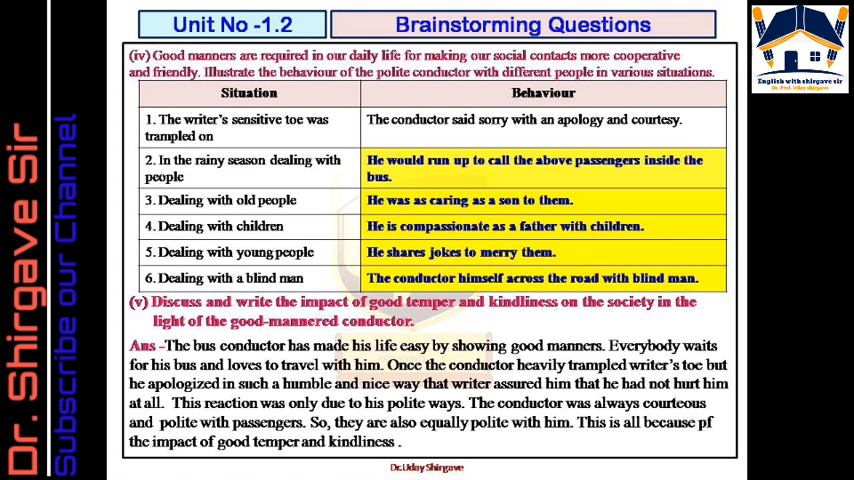 Unit No -1.2
Brainstorming Questions
(iv) Good manners are required in our daily life for making our social contacts more cooperative
and friendly. Illustrate the behaviour of the polite conductor with different people in various situations.
Situation
Behaviour
1. The writer's sensitive toe was
trampled on
The conductor said sorry with an apology and courtesy.
2. In the rainy season dealing with
people
He would run up to call the above passengers inside the
bus.
3. Dealing with old people
He was as caring as a son to them.
4. Dealing with children
He is compassionate as a father with children.
5. Dealing with young people
He shares jokes to merry them.
6. Dealing with a blind man
The conductor himself across the road with blind man.
(v) Discuss and write the impact of good temper and kindliness on the society in the
light of the good-mannered conductor.
Ans -The bus conductor has made his life easy by showing good manners. Everybody waits
for his bus and loves to travel with him. Once the conductor heavily trampled writer's toe but
he apologized in such a humble and nice way that writer assured him that he had not hurt him
at all. This reaction was only due to his polite ways. The conductor was always courteous
and polite with passengers. So, they are also equally polite with him. This is all because pf
the impact of good temper and kindliness .
Dr.Uday Shirgave
Dr. Shirgave Sir
Subscribe our Channel
English with shirgave sir
Dr. Prof. Uday shirgave